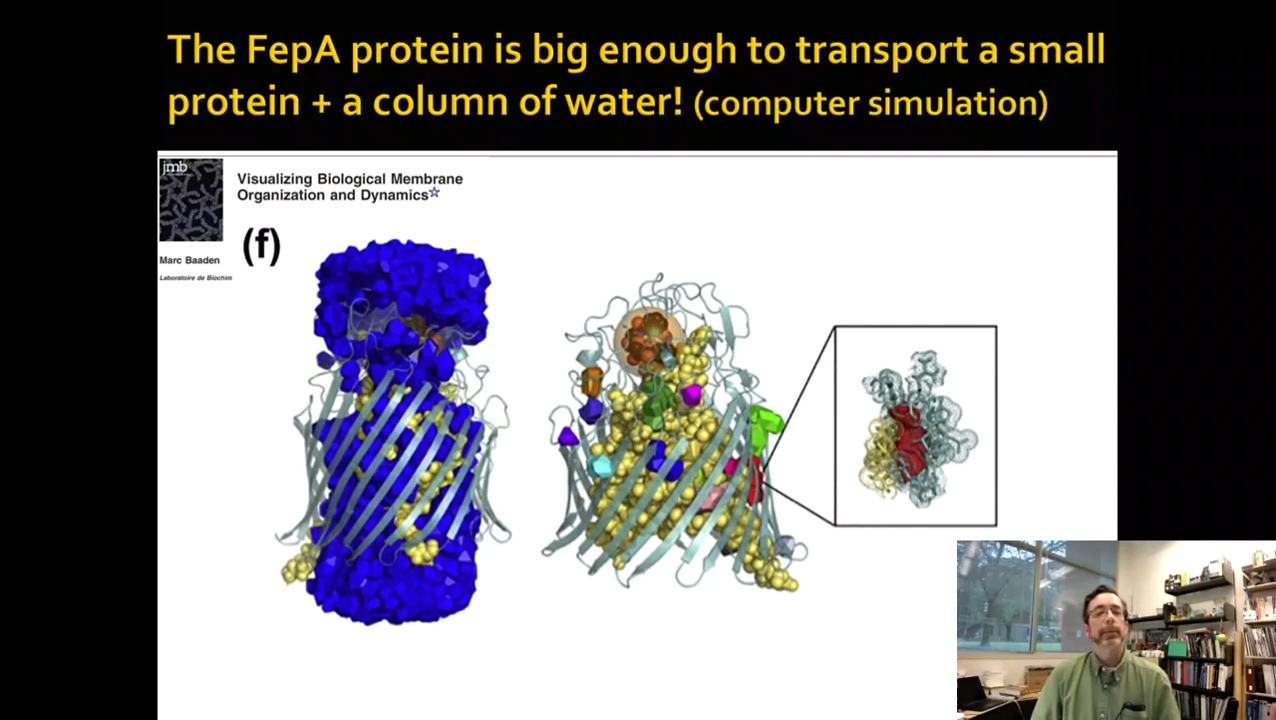 The FepA protein is big enough to transport a small
protein + a column of water! (computer simulation)
jmb
Visualizing Biological Membrane
Organization and Dynamics☆
(f)
Marc Baaden
Laboratoire de Biochim